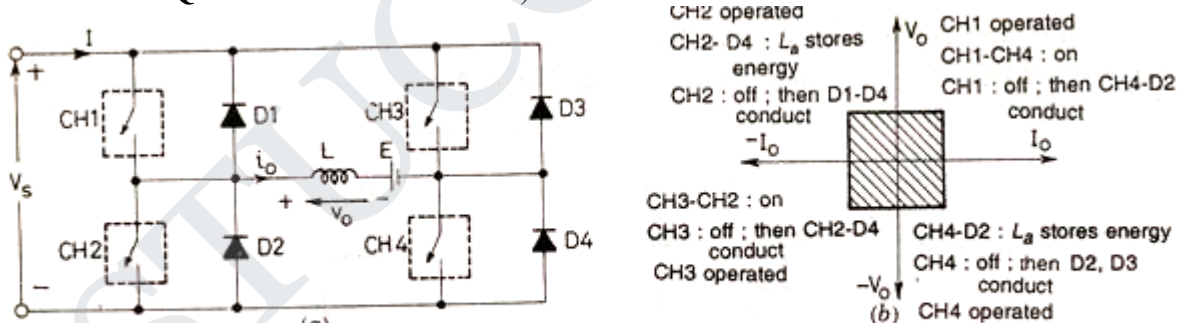 CH2 operated
CH2- D4 : Lₐ stores
energy
CH2 : off ; then D1-D4
conduct
V₀
CH1 operated
CH1-CH4 : on
CH1 : off ; then CH4-D2
conduct
-I₀
I₀
CH3-CH2 : on
CH3 : off ; then CH2-D4
conduct
CH3 operated
CH4-D2 : Lₐ stores energy
CH4 : off ; then D2, D3
conduct
-V₀
(b) CH4 operated
I
+
CH1
D1
CH3
D3
i₀
L
E
Vₛ
+
v₀
-
CH2
D2
CH4
D4
-